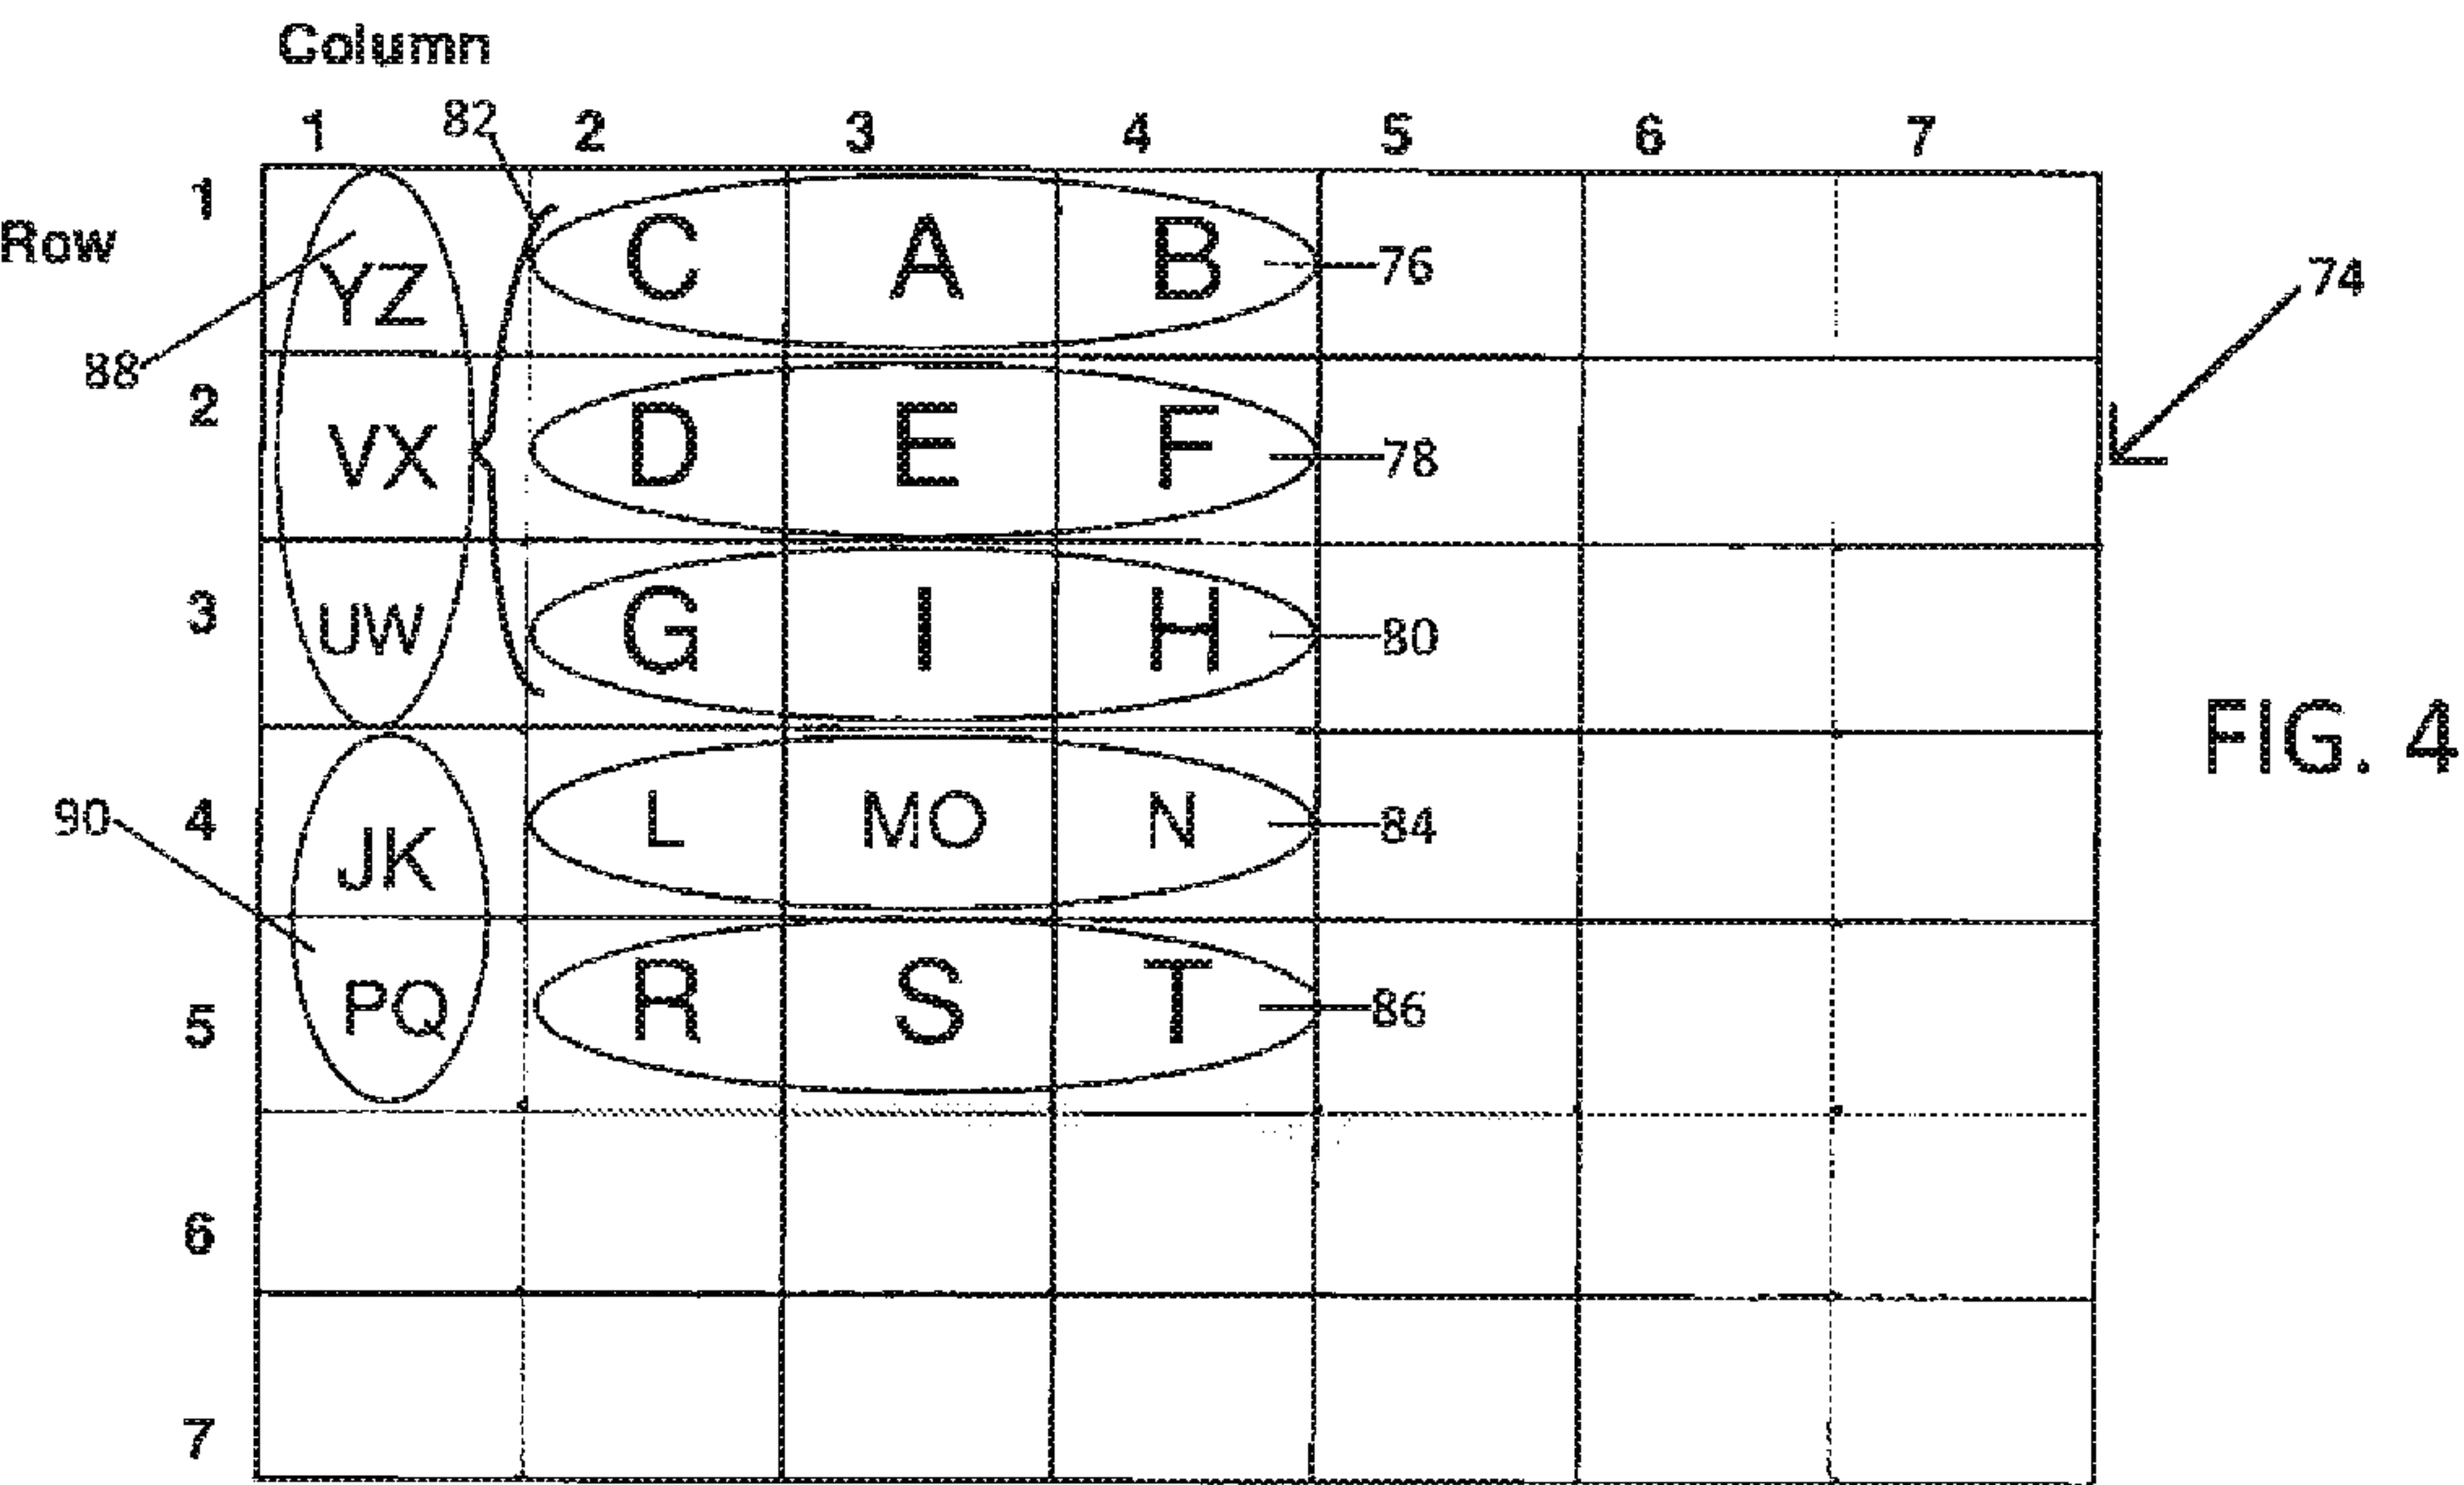 Column
1 82 2 3 4 5 6 7
Row
1 YZ C A B 76
74
88
2 VX D E F 78
3 UW G I H 80
FIG. 4
90 4 JK L MO N 84
5 PQ R S T 86
6
7